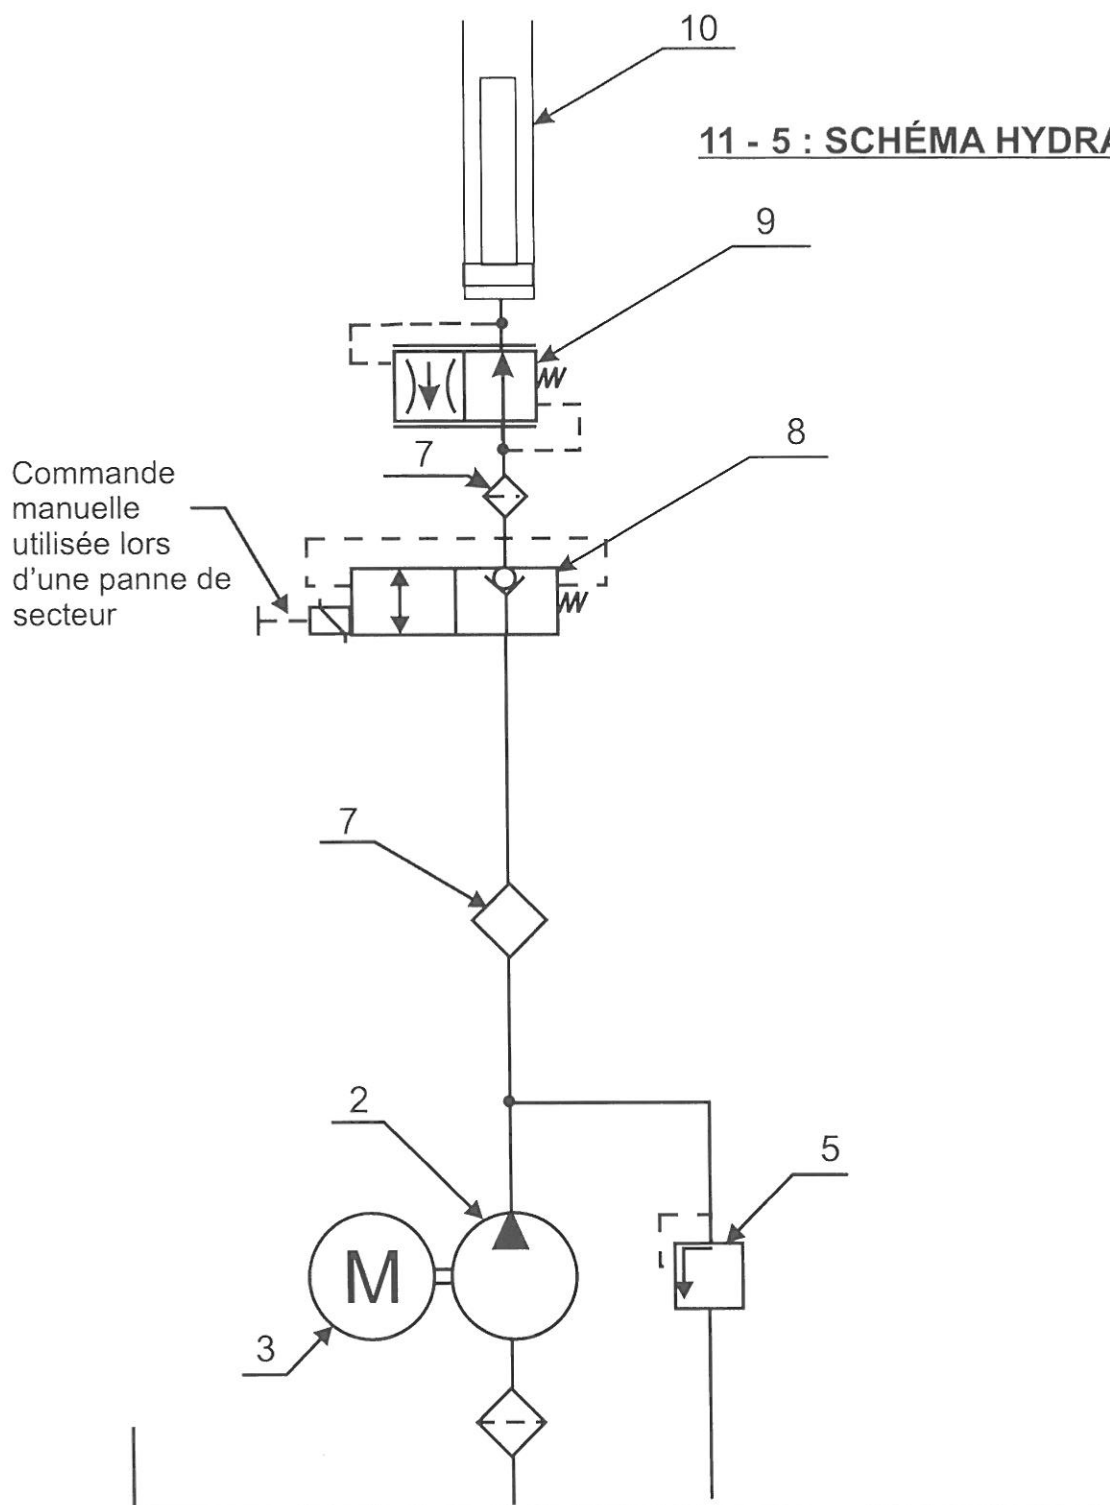 10
11 - 5 : SCHÉMA HYDRA
9
7
8
Commande
manuelle
utilisée lors
d'une panne de
secteur
7
2
5
M
3